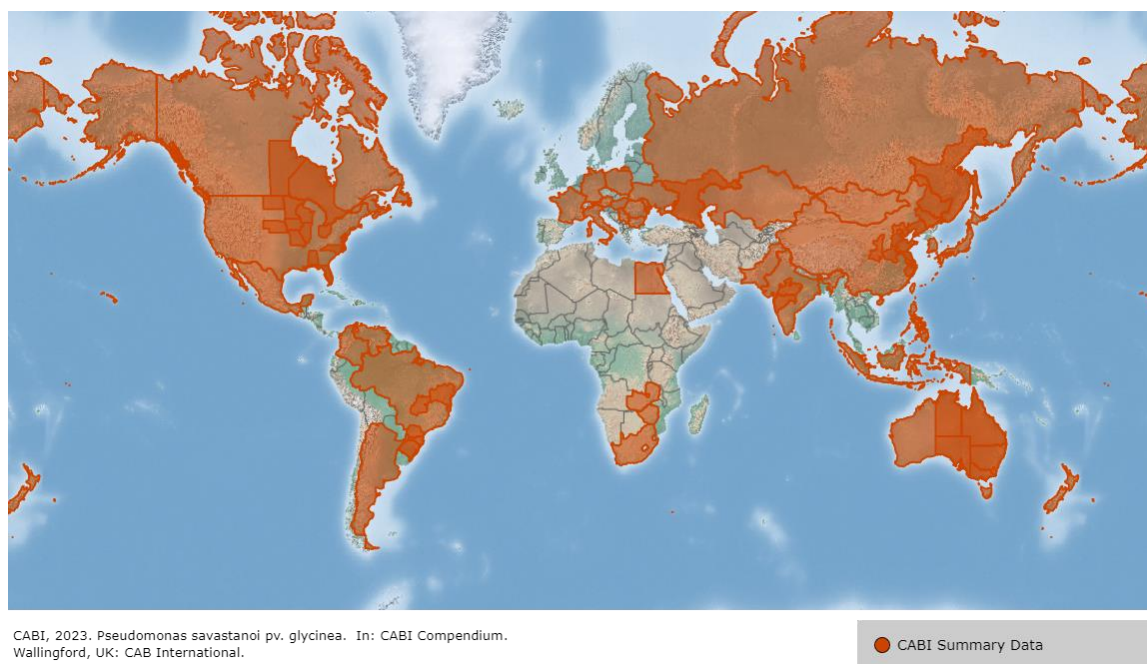 CABI, 2023. Pseudomonas savastanoi pv. glycinea. In: CABI Compendium.
Wallingford, UK: CAB International.
CABI Summary Data